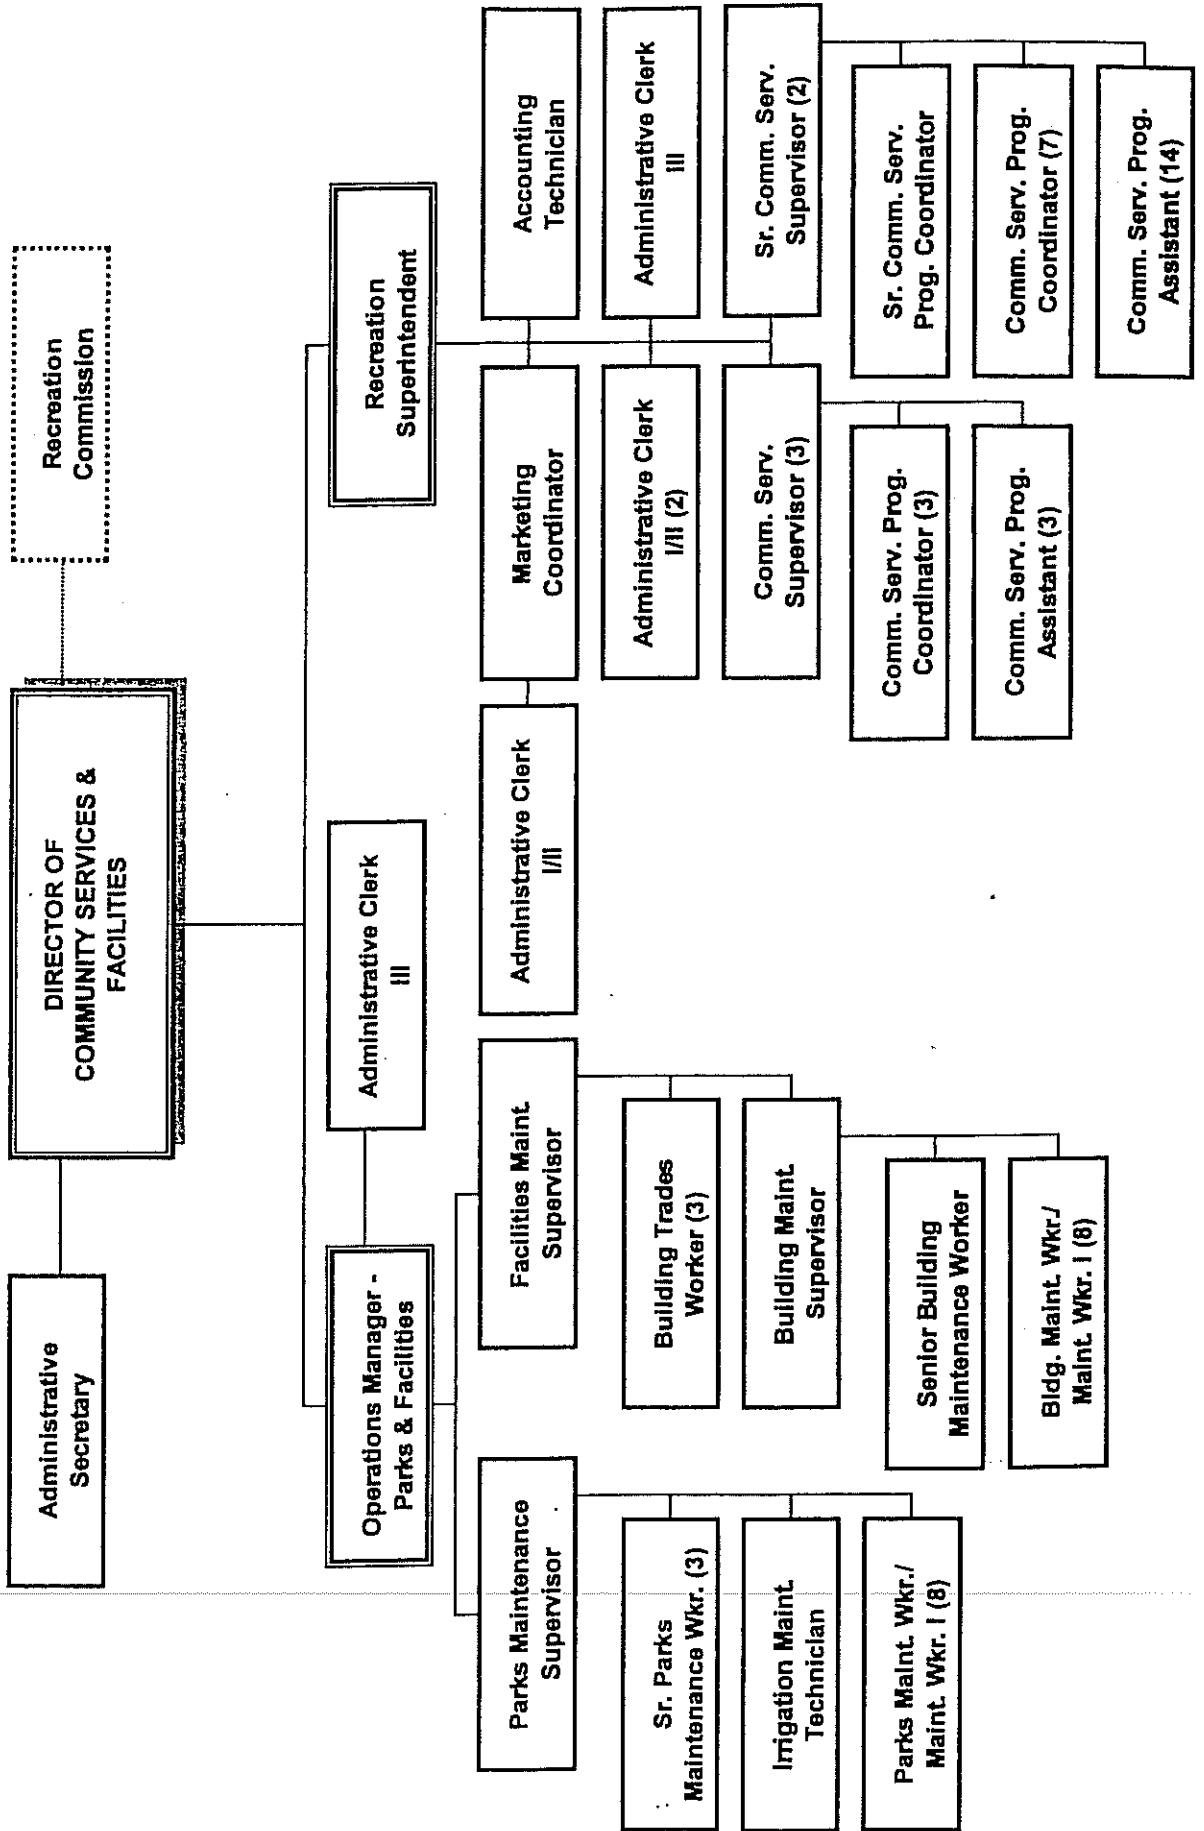 Recreation
Commission
DIRECTOR OF
COMMUNITY SERVICES &
FACILITIES
Administrative
Secretary
Recreation
Superintendent
Administrative Clerk
III
Operations Manager -
Parks & Facilities
Accounting
Technician
Marketing
Coordinator
Administrative Clerk
I/II
Administrative Clerk
III
Administrative Clerk
I/II (2)
Sr. Comm. Serv.
Supervisor (2)
Comm. Serv.
Supervisor (3)
Sr. Comm. Serv.
Prog. Coordinator
Comm. Serv. Prog.
Coordinator (7)
Comm. Serv. Prog.
Assistant (14)
Comm. Serv. Prog.
Coordinator (3)
Comm. Serv. Prog.
Assistant (3)
Facilities Maint.
Supervisor
Building Trades
Worker (3)
Building Maint.
Supervisor
Senior Building
Maintenance Worker
Bldg. Maint. Wkr./
Maint. Wkr. I (8)
Parks Maintenance
Supervisor
Sr. Parks
Maintenance Wkr. (3)
Irrigation Maint.
Technician
Parks Maint. Wkr./
Maint. Wkr. I (8)